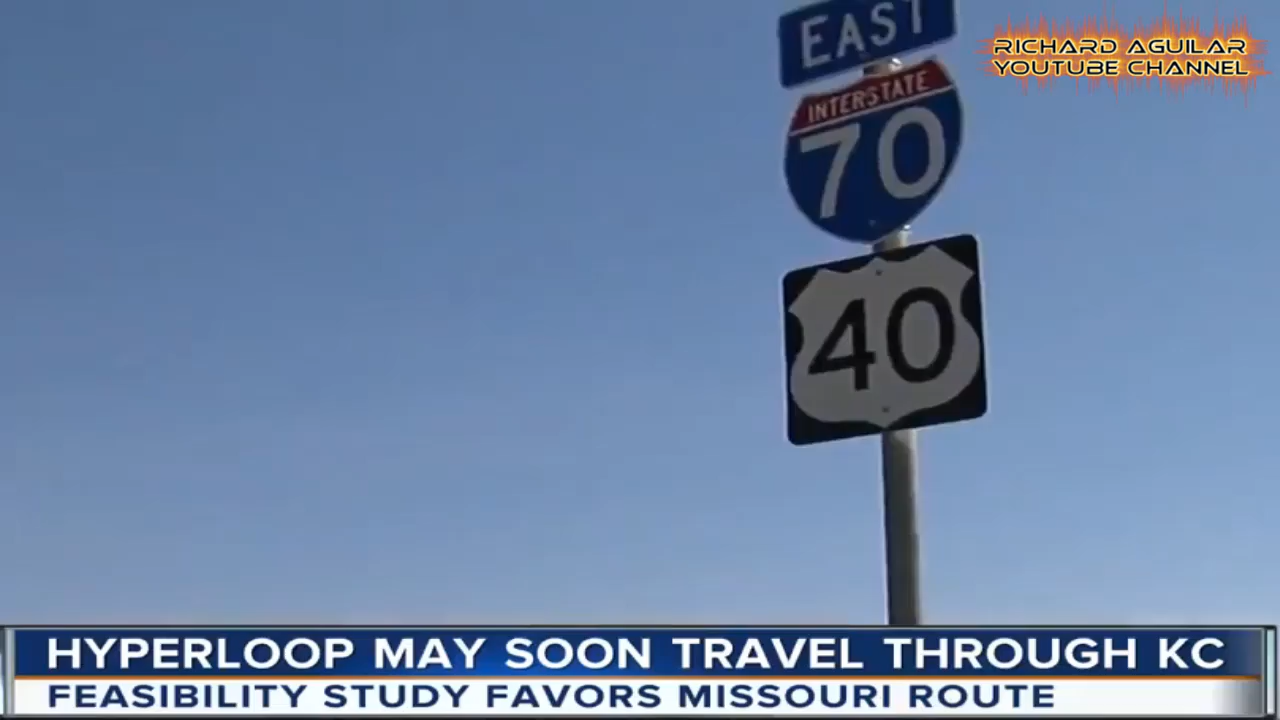 EAST
INTERSTATE
70
40
RICHARD AGUILAR
YOUTUBE CHANNEL
HYPERLOOP MAY SOON TRAVEL THROUGH KC
FEASIBILITY STUDY FAVORS MISSOURI ROUTE